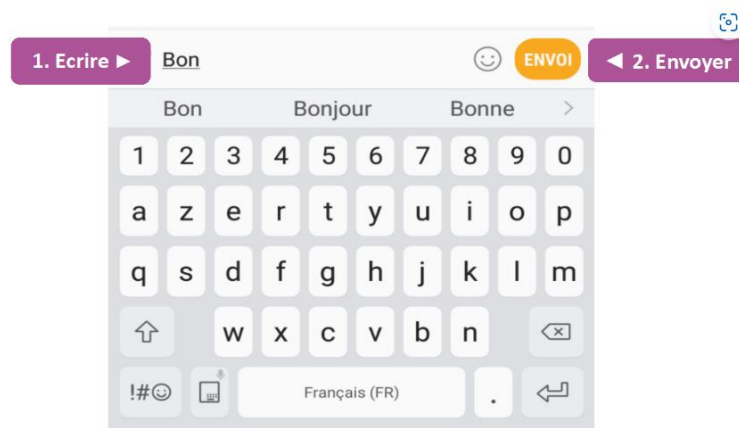 1. Ecrire ► Bon ENVOI ◄ 2. Envoyer
Bon Bonjour Bonne >
1 2 3 4 5 6 7 8 9 0
a z e r t y u i o p
q s d f g h j k l m
w x c v b n
!#☺ Français (FR) .